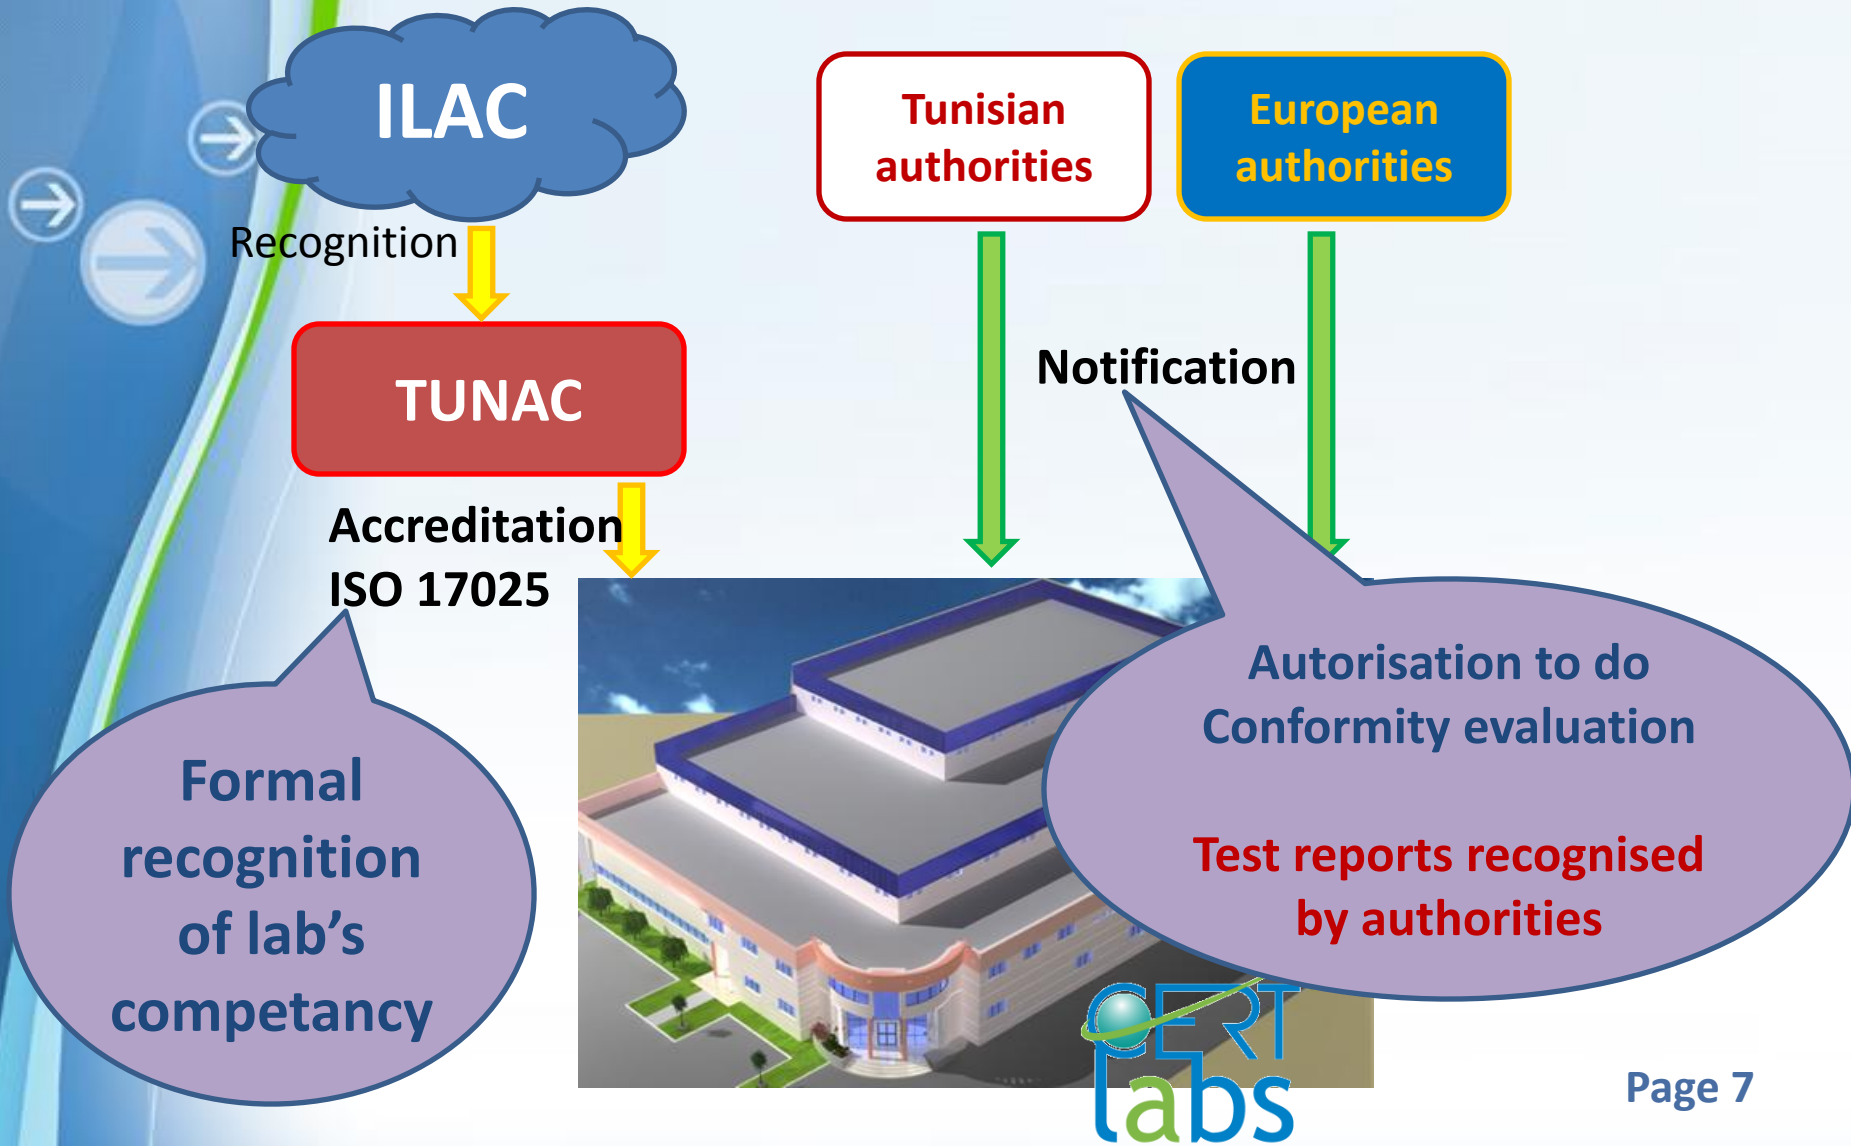 ILAC
Tunisian
authorities
European
authorities
Recognition
TUNAC
Notification
Accreditation
ISO 17025
Formal
recognition
of lab’s
competancy
Autorisation to do
Conformity evaluation
Test reports recognised
by authorities
CERT
labs
Page 7